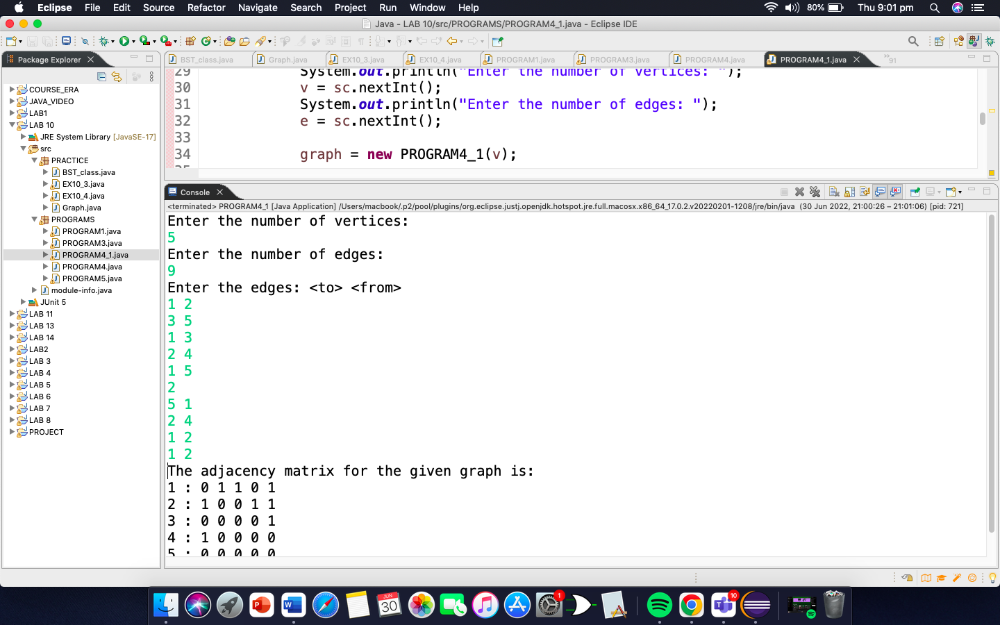 Eclipse File Edit Source Refactor Navigate Search Project Run Window Help 80% Thu 9:01 pm
Java - LAB 10/src/PROGRAMS/PROGRAM4_1.java - Eclipse IDE
Package Explorer
BST_class.java Graph.java EX10_3.java EX10_4.java PROGRAM1.java PROGRAM3.java PROGRAM4.java PROGRAM4_1.java 91
COURSE_ERA
JAVA_VIDEO
LAB1
LAB 10
JRE System Library [JavaSE-17]
src
PRACTICE
BST_class.java
EX10_3.java
EX10_4.java
Graph.java
PROGRAMS
PROGRAM1.java
PROGRAM3.java
PROGRAM4_1.java
PROGRAM4.java
PROGRAM5.java
module-info.java
JUnit 5
LAB 11
LAB 13
LAB 14
LAB2
LAB 3
LAB 4
LAB 5
LAB 6
LAB 7
LAB 8
PROJECT
29 System.out.println("Enter the number of vertices: ");
30 v = sc.nextInt();
31 System.out.println("Enter the number of edges: ");
32 e = sc.nextInt();
33
34 graph = new PROGRAM4_1(v);
35
Console
<terminated> PROGRAM4_1 [Java Application] /Users/macbook/.p2/pool/plugins/org.eclipse.justj.openjdk.hotspot.jre.full.macosx.x86_64_17.0.2.v20220201-1208/jre/bin/java (30 Jun 2022, 21:00:26 – 21:01:06) [pid: 721]
Enter the number of vertices:
5
Enter the number of edges:
9
Enter the edges: <to> <from>
1 2
3 5
1 3
2 4
1 5
2
5 1
2 4
1 2
1 2
The adjacency matrix for the given graph is:
1 : 0 1 1 0 1
2 : 1 0 0 1 1
3 : 0 0 0 0 1
4 : 1 0 0 0 0
5 : 0 0 0 0 0
P W JUN 30 1 T 10